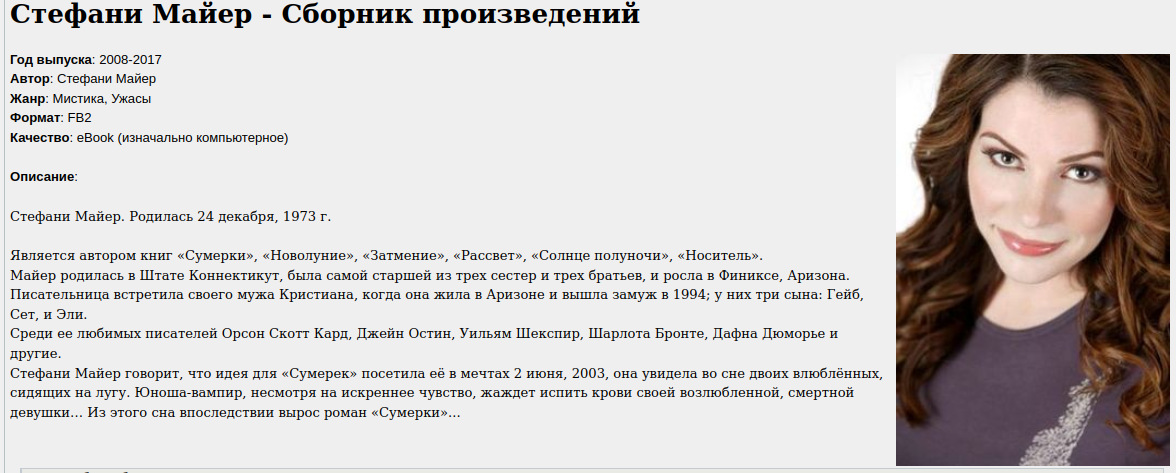 Стефани Майер - Сборник произведений
Год выпуска: 2008-2017
Автор: Стефани Майер
Жанр: Мистика, Ужасы
Формат: FB2
Качество: eBook (изначально компьютерное)
Описание:
Стефани Майер. Родилась 24 декабря, 1973 г.
Является автором книг «Сумерки», «Новолуние», «Затмение», «Рассвет», «Солнце полуночи», «Носитель».
Майер родилась в Штате Коннектикут, была самой старшей из трех сестер и трех братьев, и росла в Финиксе, Аризона.
Писательница встретила своего мужа Кристиана, когда она жила в Аризоне и вышла замуж в 1994; у них три сына: Гейб,
Сет, и Эли.
Среди ее любимых писателей Орсон Скотт Кард, Джейн Остин, Уильям Шекспир, Шарлота Бронте, Дафна Дюморье и
другие.
Стефани Майер говорит, что идея для «Сумерек» посетила её в мечтах 2 июня, 2003, она увидела во сне двоих влюблённых,
сидящих на лугу. Юноша-вампир, несмотря на искреннее чувство, жаждет испить крови своей возлюбленной, смертной
девушки… Из этого сна впоследствии вырос роман «Сумерки»…